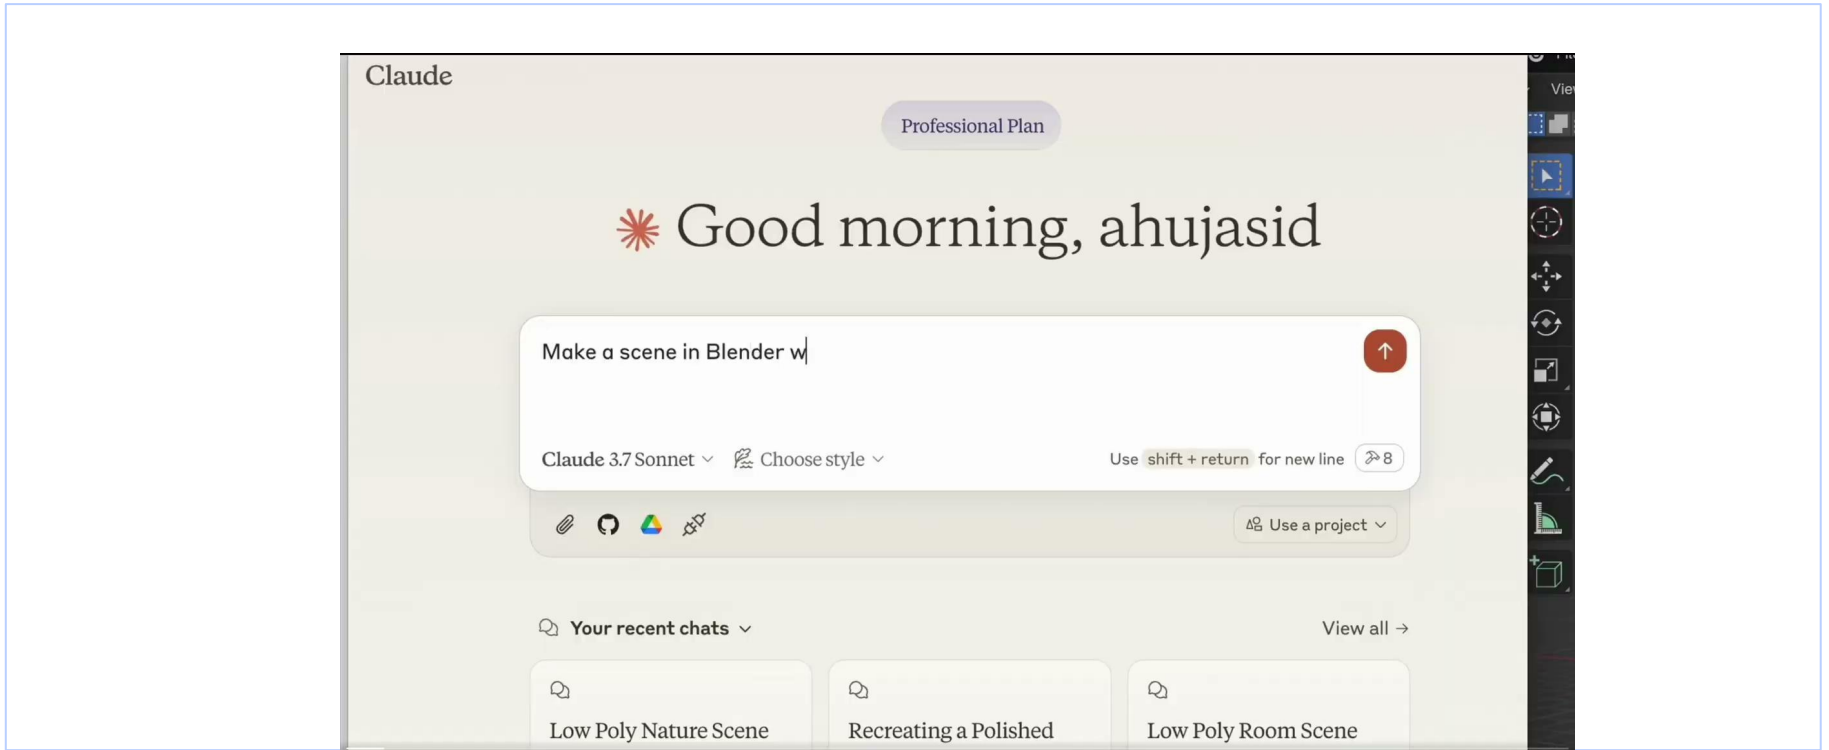 Claude
Professional Plan
Good morning, ahujasid
Make a scene in Blender w
Claude 3.7 Sonnet
Choose style
Use shift + return for new line
8
Use a project
Your recent chats
View all →
Low Poly Nature Scene
Recreating a Polished
Low Poly Room Scene